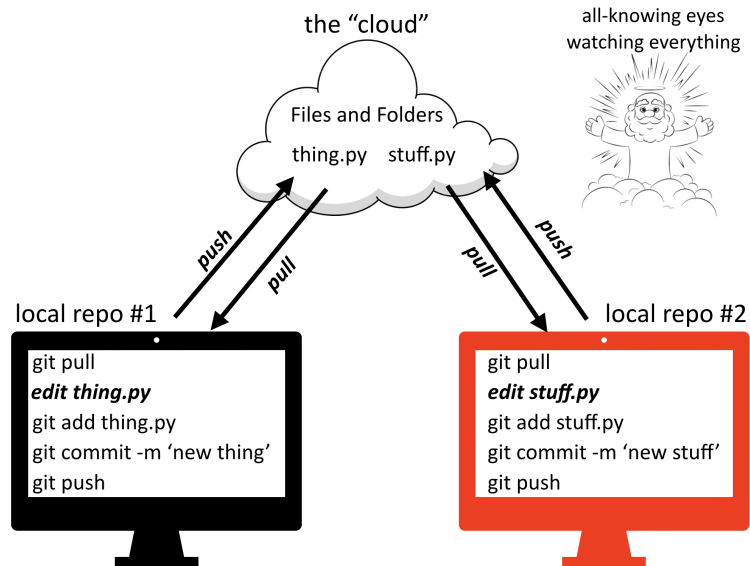 the “cloud”
all-knowing eyes
watching everything
Files and Folders
thing.py stuff.py
push
pull
pull
push
local repo #1
git pull
edit thing.py
git add thing.py
git commit -m ‘new thing’
git push
local repo #2
git pull
edit stuff.py
git add stuff.py
git commit -m ‘new stuff’
git push